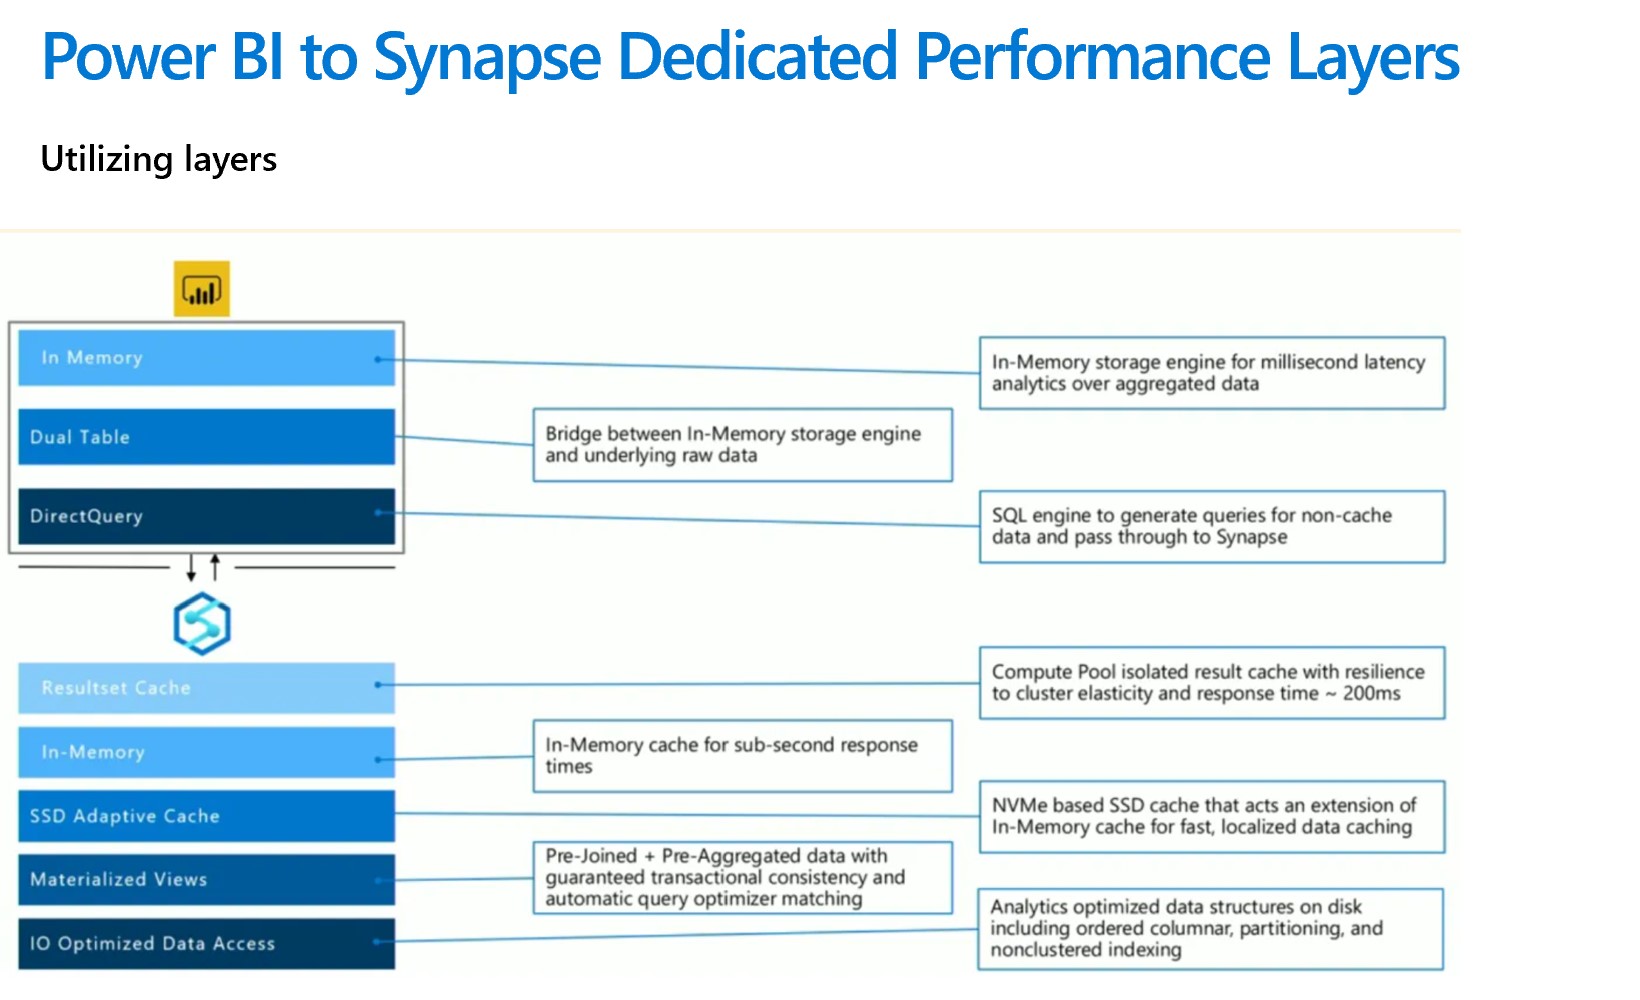 Power BI to Synapse Dedicated Performance Layers
Utilizing layers
In Memory
In-Memory storage engine for millisecond latency
analytics over aggregated data
Dual Table
Bridge between In-Memory storage engine
and underlying raw data
DirectQuery
SQL engine to generate queries for non-cache
data and pass through to Synapse
Resultset Cache
Compute Pool isolated result cache with resilience
to cluster elasticity and response time ~ 200ms
In-Memory
In-Memory cache for sub-second response
times
SSD Adaptive Cache
NVMe based SSD cache that acts an extension of
In-Memory cache for fast, localized data caching
Materialized Views
Pre-Joined + Pre-Aggregated data with
guaranteed transactional consistency and
automatic query optimizer matching
IO Optimized Data Access
Analytics optimized data structures on disk
including ordered columnar, partitioning, and
nonclustered indexing